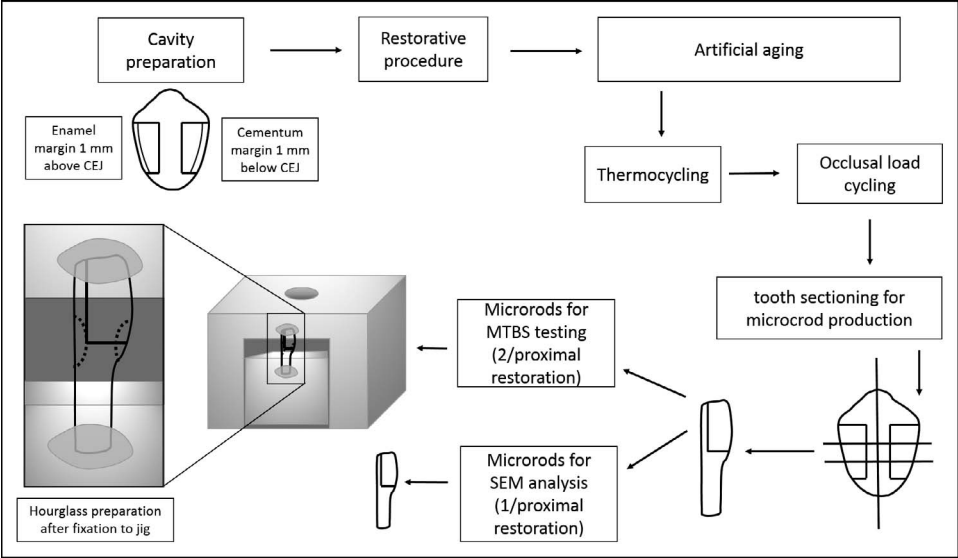 Cavity
preparation
Restorative
procedure
Artificial aging
Enamel
margin 1 mm
above CEJ
Cementum
margin 1 mm
below CEJ
Thermocycling
Occlusal load
cycling
tooth sectioning for
microcrod production
Microrods for
MTBS testing
(2/proximal
restoration)
Microrods for
SEM analysis
(1/proximal
restoration)
Hourglass preparation
after fixation to jig